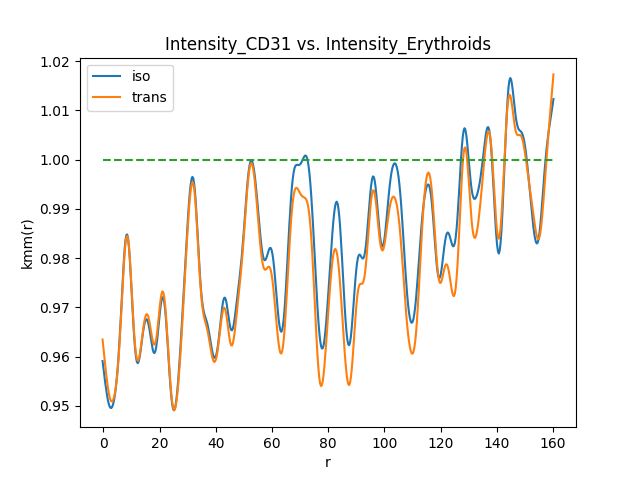 Intensity_CD31 vs. Intensity_Erythroids
iso
trans
1.02
1.01
1.00
0.99
0.98
0.97
0.96
0.95
kmm(r)
0 20 40 60 80 100 120 140 160
r